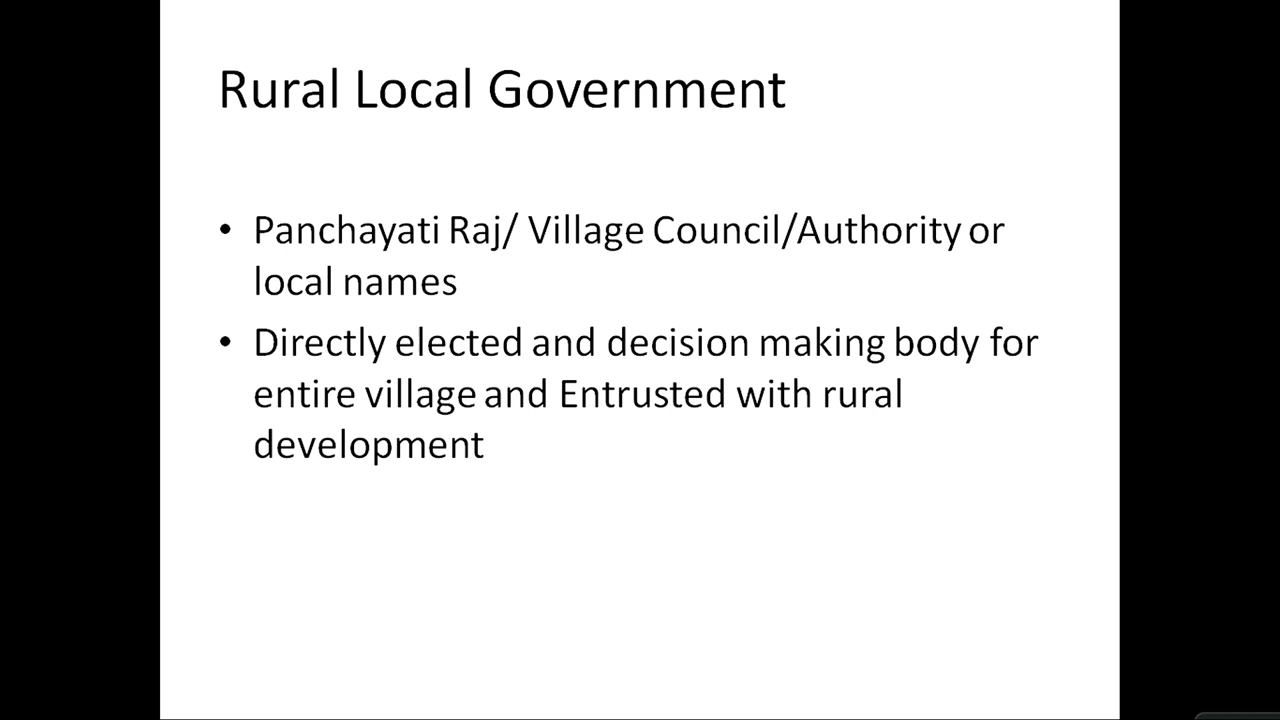 Rural Local Government
• Panchayati Raj/ Village Council/Authority or
local names
• Directly elected and decision making body for
entire village and Entrusted with rural
development